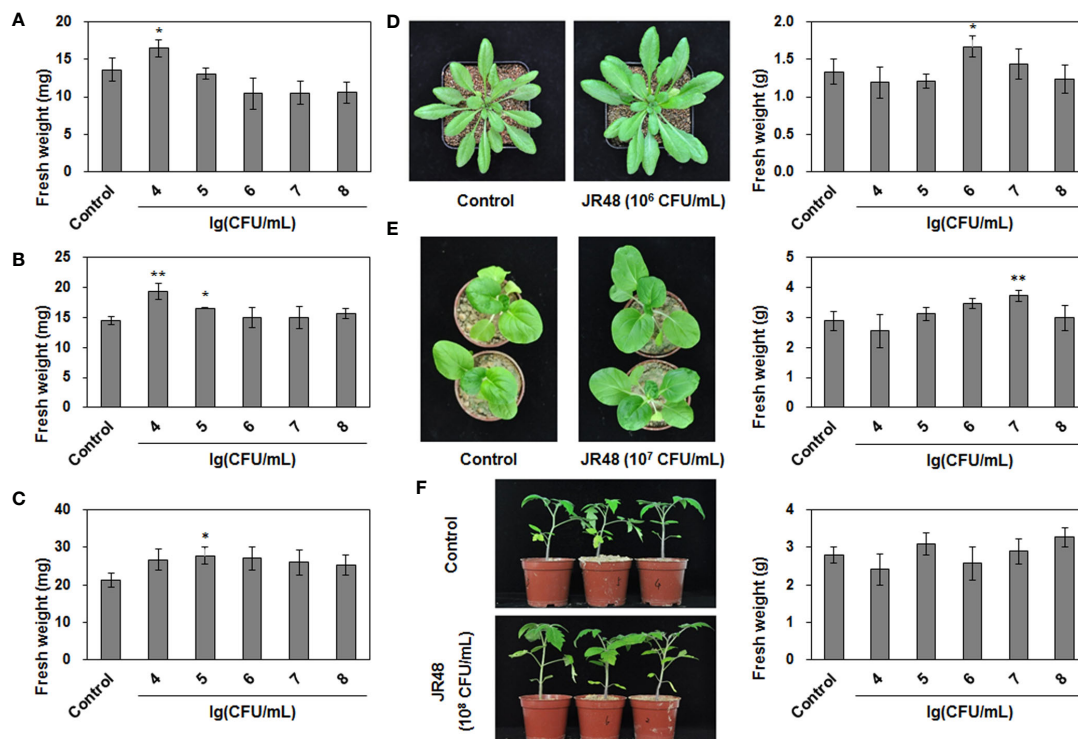 A
Fresh weight (mg)
20
15
10
5
0
*
Control
4
5
6
7
8
lg(CFU/mL)
B
Fresh weight (mg)
25
20
15
10
5
0
**
*
Control
4
5
6
7
8
lg(CFU/mL)
C
Fresh weight (mg)
40
30
20
10
0
*
Control
4
5
6
7
8
lg(CFU/mL)
D
Control
JR48 (10⁶ CFU/mL)
Fresh weight (g)
2.0
1.5
1.0
0.5
0.0
*
Control
4
5
6
7
8
lg(CFU/mL)
E
Control
JR48 (10⁷ CFU/mL)
Fresh weight (g)
5
4
3
2
1
0
**
Control
4
5
6
7
8
lg(CFU/mL)
F
Control
JR48
(10⁸ CFU/mL)
Fresh weight (g)
4
3
2
1
0
Control
4
5
6
7
8
lg(CFU/mL)